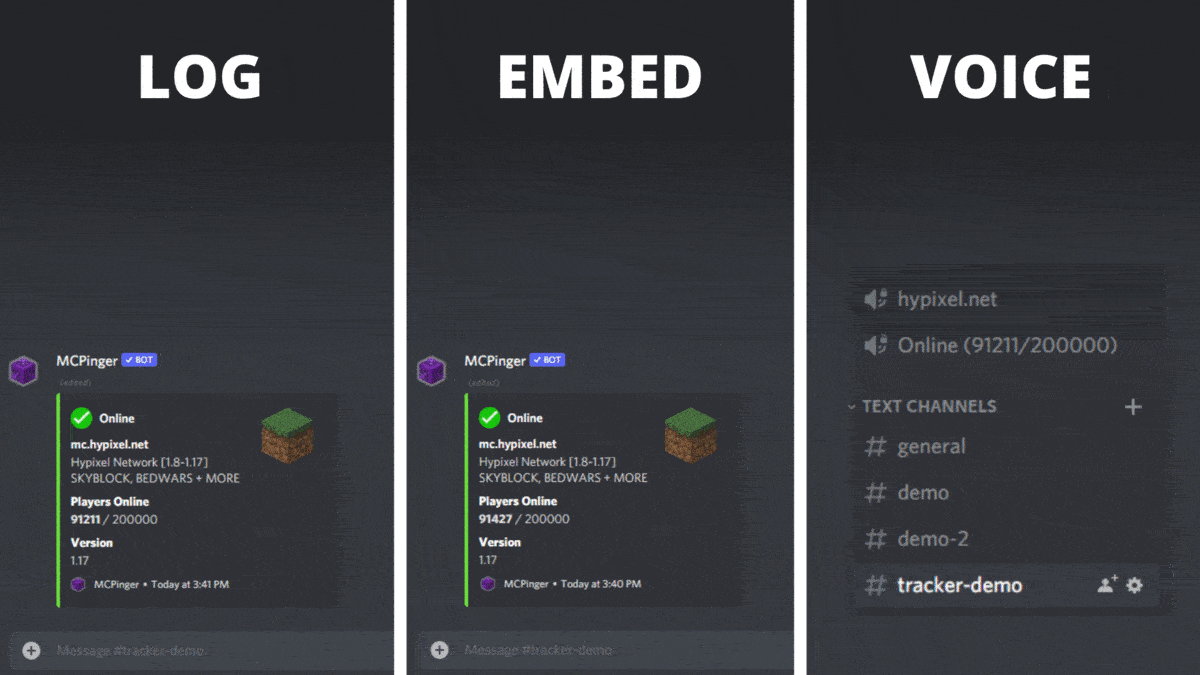 LOG
MCPinger ✓ BOT
(edited)
Online
mc.hypixel.net
Hypixel Network [1.8-1.17]
SKYBLOCK, BEDWARS + MORE
Players Online
91211 / 200000
Version
1.17
MCPinger • Today at 3:41 PM
Message #tracker-demo
EMBED
MCPinger ✓ BOT
(edited)
Online
mc.hypixel.net
Hypixel Network [1.8-1.17]
SKYBLOCK, BEDWARS + MORE
Players Online
91427 / 200000
Version
1.17
MCPinger • Today at 3:40 PM
Message #tracker-demo
VOICE
hypixel.net
Online (91211/200000)
TEXT CHANNELS
# general
# demo
# demo-2
# tracker-demo